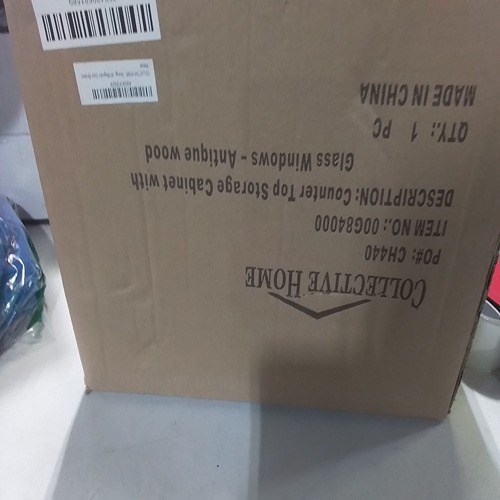 COLLECTIVE HOME
PO#: CH440
ITEM NO.: 00G84000
DESCRIPTION: Counter Top Storage Cabinet with
Glass Windows - Antique wood
QTY.: 1 PC
MADE IN CHINA